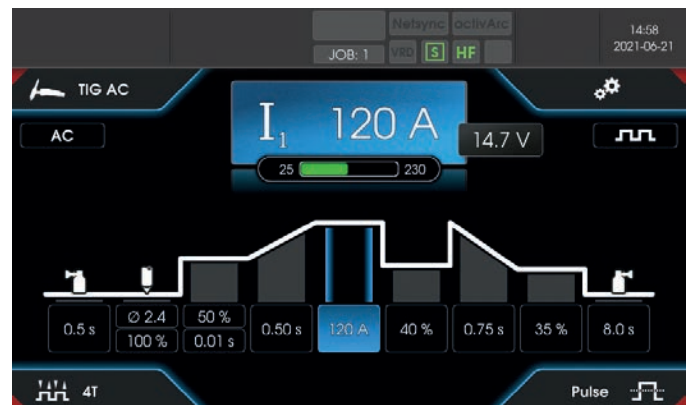 Netsync activArc
14:58
JOB: 1 VRD S HF
2021-06-21
TIG AC
AC
I1 120 A
14.7 V
25 230
0.5 s
Ø 2.4
100 %
50 %
0.01 s
0.50 s
120 A
40 %
0.75 s
35 %
8.0 s
4T
Pulse